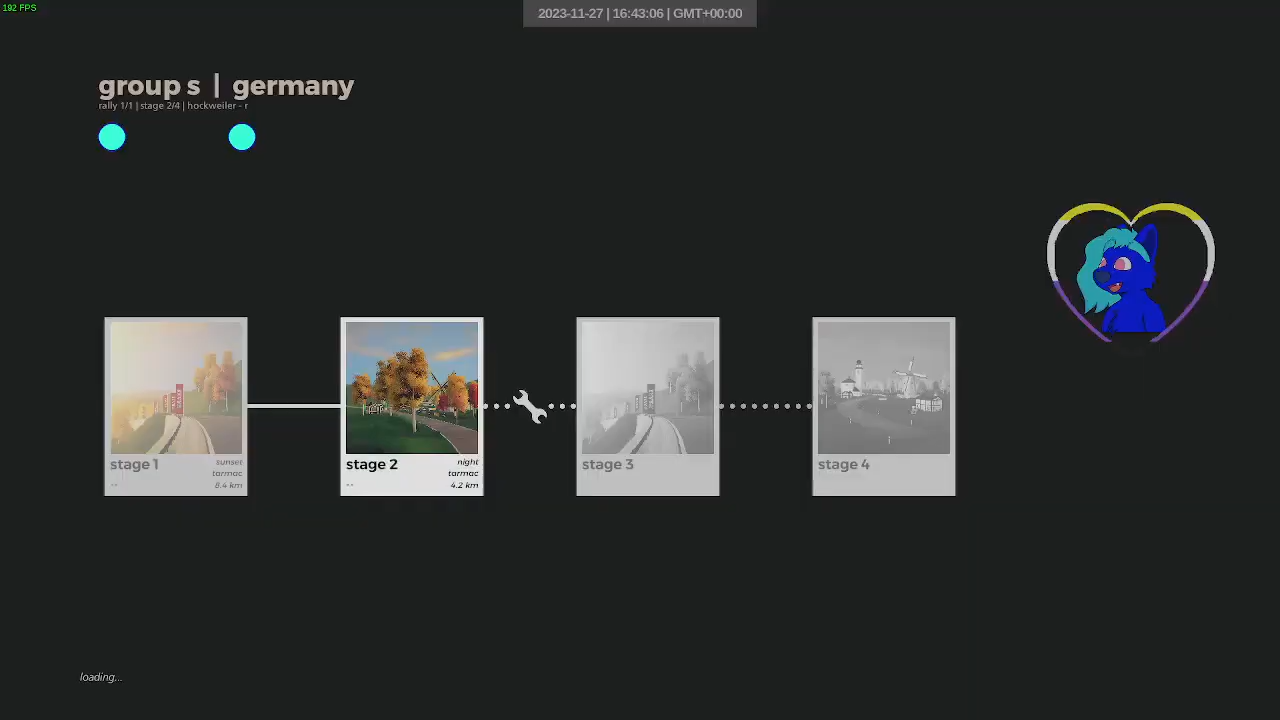 192 FPS
2023-11-27 | 16:43:06 | GMT+00:00
group s | germany
rally 1/1 | stage 2/4 | hockweiler - r
stage 1
sunset
tarmac
--
8.4 km
stage 2
night
tarmac
--
4.2 km
stage 3
stage 4
loading...